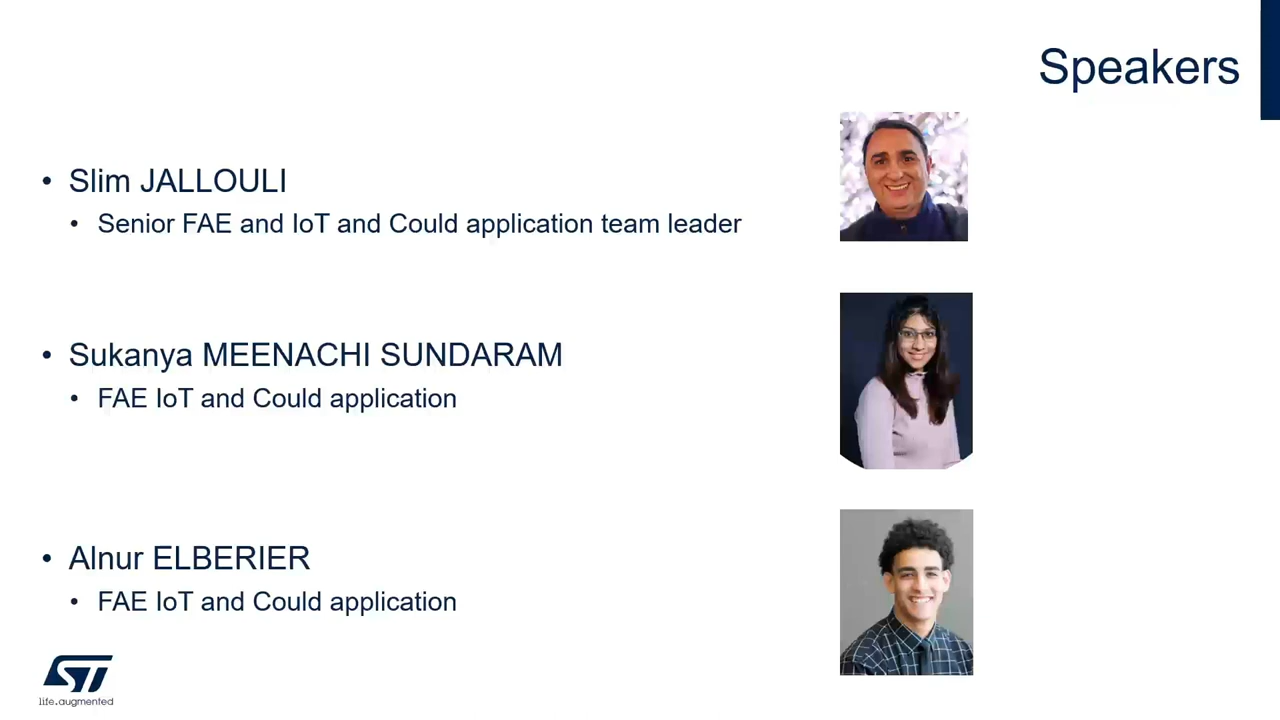 Speakers
• Slim JALLOULI
• Senior FAE and IoT and Could application team leader
• Sukanya MEENACHI SUNDARAM
• FAE IoT and Could application
• Alnur ELBERIER
• FAE IoT and Could application
ST
life.augmented